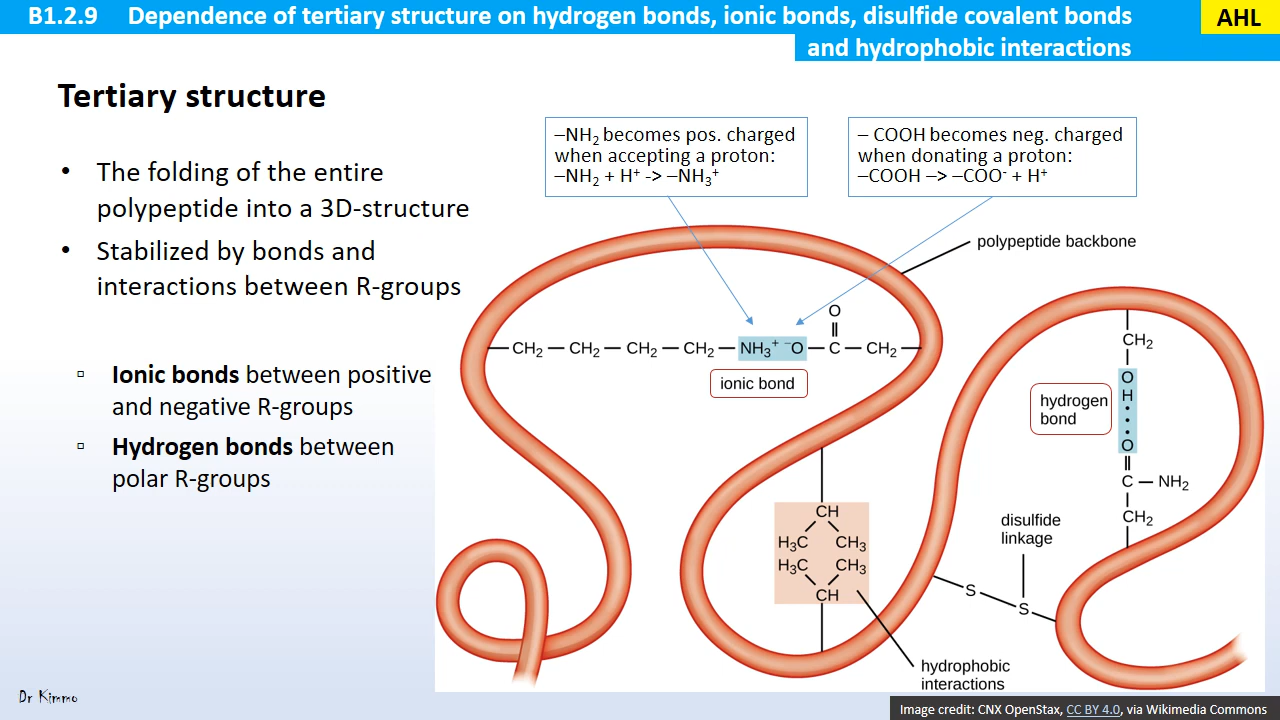 B1.2.9 Dependence of tertiary structure on hydrogen bonds, ionic bonds, disulfide covalent bonds
and hydrophobic interactions
AHL
Tertiary structure
• The folding of the entire
polypeptide into a 3D-structure
• Stabilized by bonds and
interactions between R-groups
▫ Ionic bonds between positive
and negative R-groups
▫ Hydrogen bonds between
polar R-groups
–NH₂ becomes pos. charged
when accepting a proton:
–NH₂ + H⁺ -> –NH₃⁺
– COOH becomes neg. charged
when donating a proton:
–COOH –> –COO⁻ + H⁺
polypeptide backbone
O
CH₂ — CH₂ — CH₂ — CH₂ — NH₃⁺ ⁻O — C — CH₂
ionic bond
CH₂
O
H
hydrogen
bond
O
C — NH₂
CH₂
CH
H₃C CH₃
H₃C CH₃
CH
disulfide
linkage
S
S
hydrophobic
interactions
Dr Kimmo
Image credit: CNX OpenStax, CC BY 4.0, via Wikimedia Commons